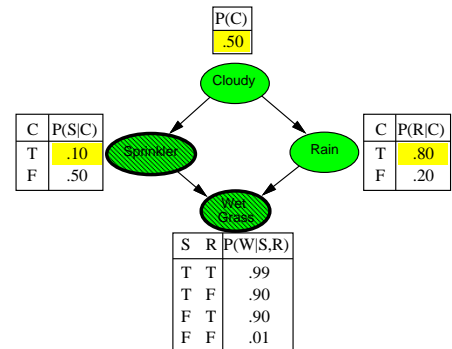 P(C)
.50
Cloudy
C P(S|C)
T .10
F .50
Sprinkler
Rain
C P(R|C)
T .80
F .20
Wet
Grass
S R P(W|S,R)
T T .99
T F .90
F T .90
F F .01